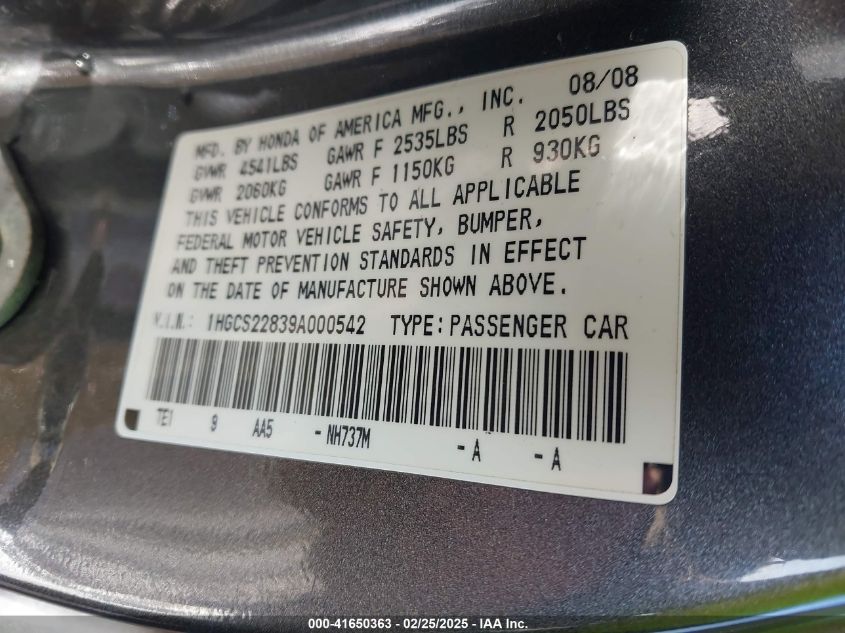 MFD. BY HONDA OF AMERICA MFG., INC. 08/08
GVWR 4541LBS GAWR F 2535LBS R 2050LBS
GVWR 2060KG GAWR F 1150KG R 930KG
THIS VEHICLE CONFORMS TO ALL APPLICABLE
FEDERAL MOTOR VEHICLE SAFETY, BUMPER,
AND THEFT PREVENTION STANDARDS IN EFFECT
ON THE DATE OF MANUFACTURE SHOWN ABOVE.
V.I.N.: 1HGCS22839A000542 TYPE: PASSENGER CAR
TE1 9 AA5 - NH737M - A - A
000-41650363 - 02/25/2025 - IAA Inc.